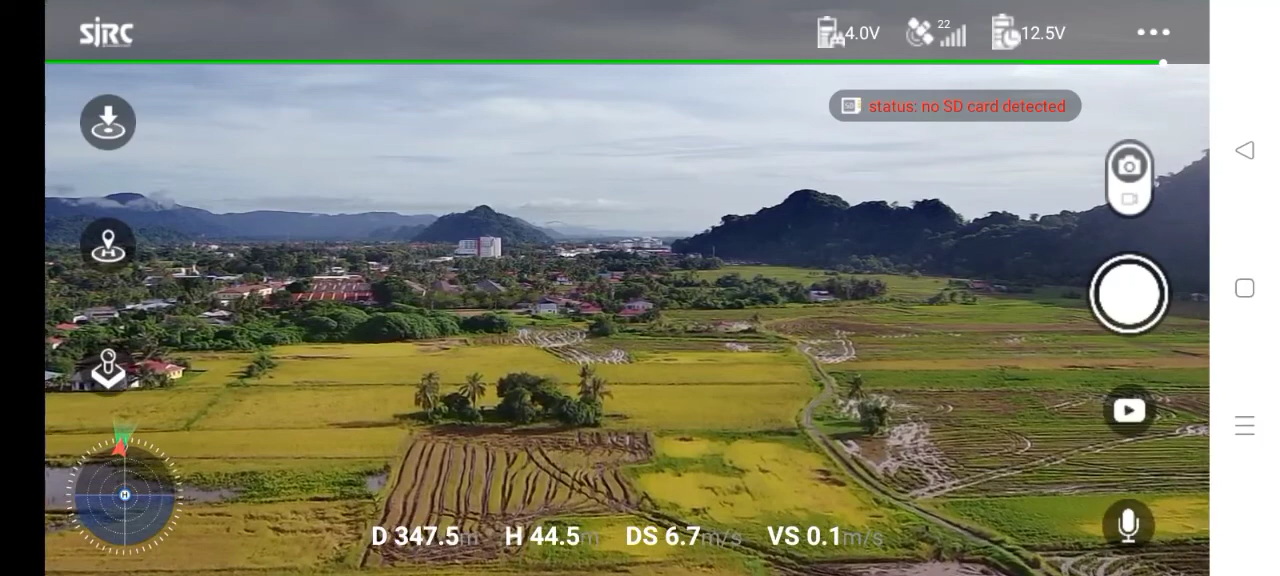 SJRC
4.0V
22
12.5V
status: no SD card detected
H
D 347.5m H 44.5m DS 6.7m/s VS 0.1m/s